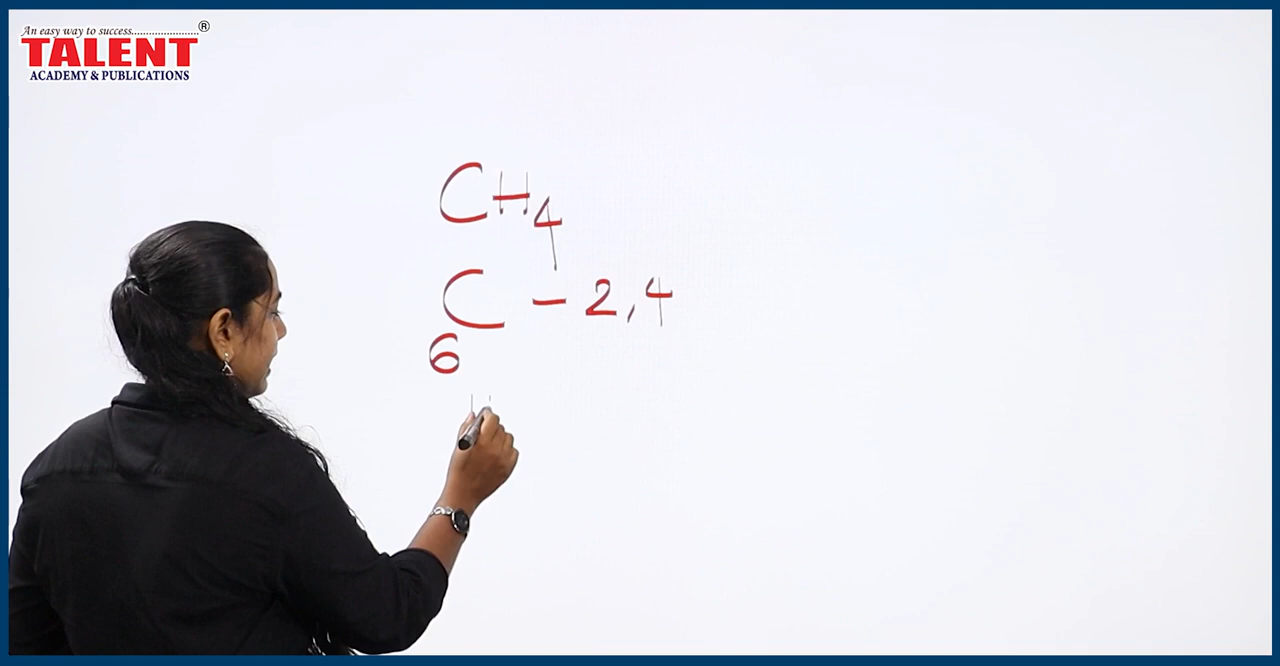 An easy way to success.......................®
TALENT
ACADEMY & PUBLICATIONS
CH₄
₆C – 2,4